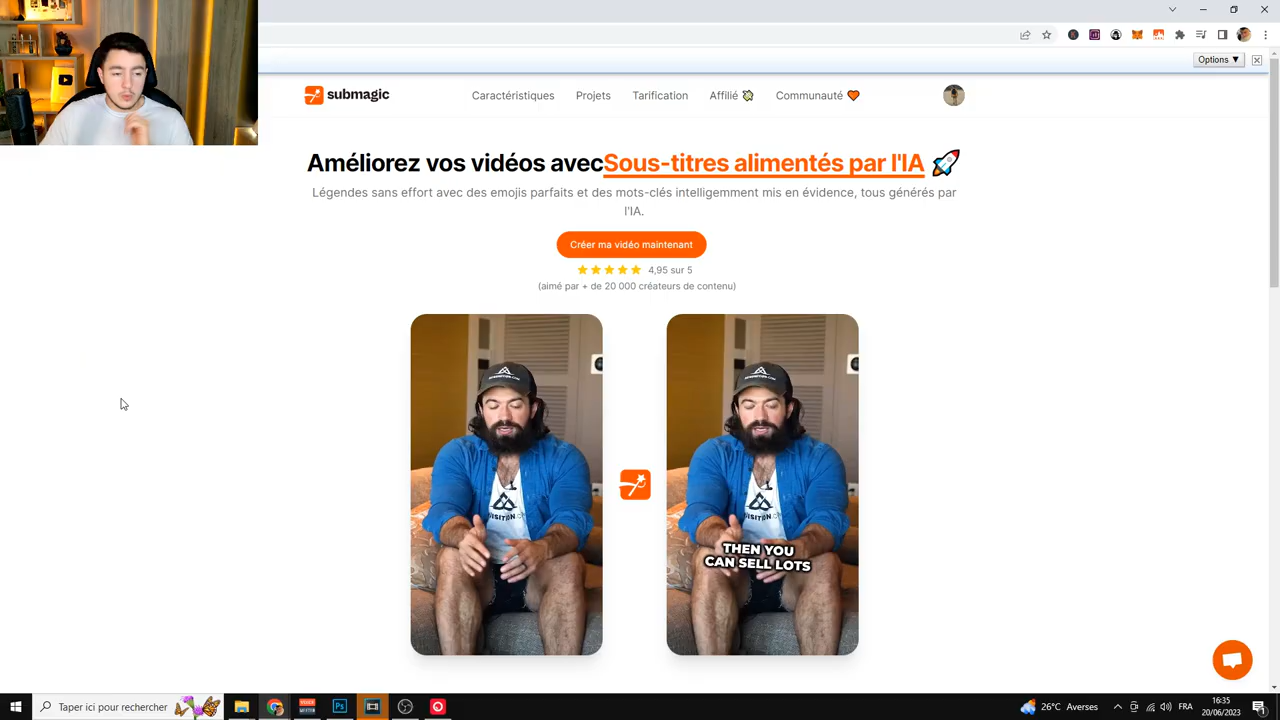 Options ▼
submagic
Caractéristiques
Projets
Tarification
Affilié
Communauté
Améliorez vos vidéos avecSous-titres alimentés par l'IA 🚀
Légendes sans effort avec des emojis parfaits et des mots-clés intelligemment mis en évidence, tous générés par
l'IA.
Créer ma vidéo maintenant
4,95 sur 5
(aimé par + de 20 000 créateurs de contenu)
THEN YOU
CAN SELL LOTS
Taper ici pour rechercher
Ps
26°C Averses
FRA
16:35
20/06/2023